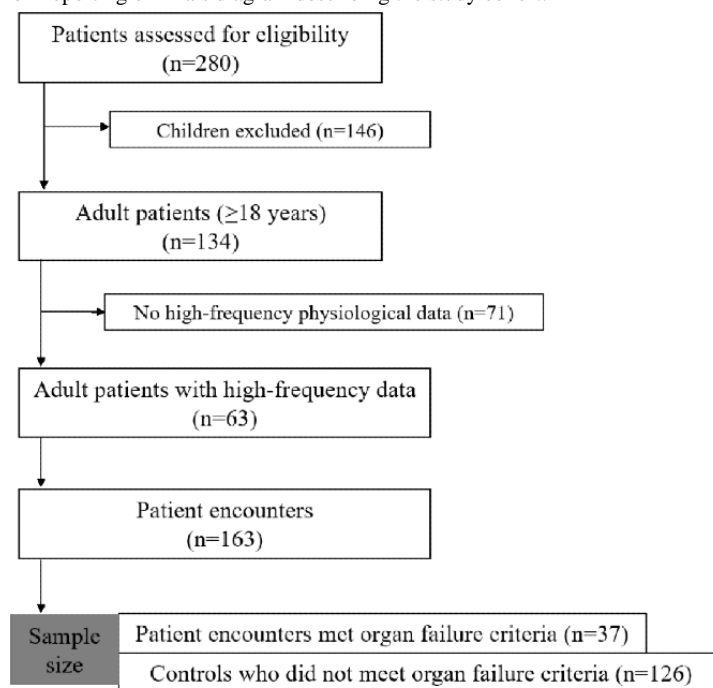 Patients assessed for eligibility
(n=280)
Children excluded (n=146)
Adult patients (≥18 years)
(n=134)
No high-frequency physiological data (n=71)
Adult patients with high-frequency data
(n=63)
Patient encounters
(n=163)
Sample
size
Patient encounters met organ failure criteria (n=37)
Controls who did not meet organ failure criteria (n=126)